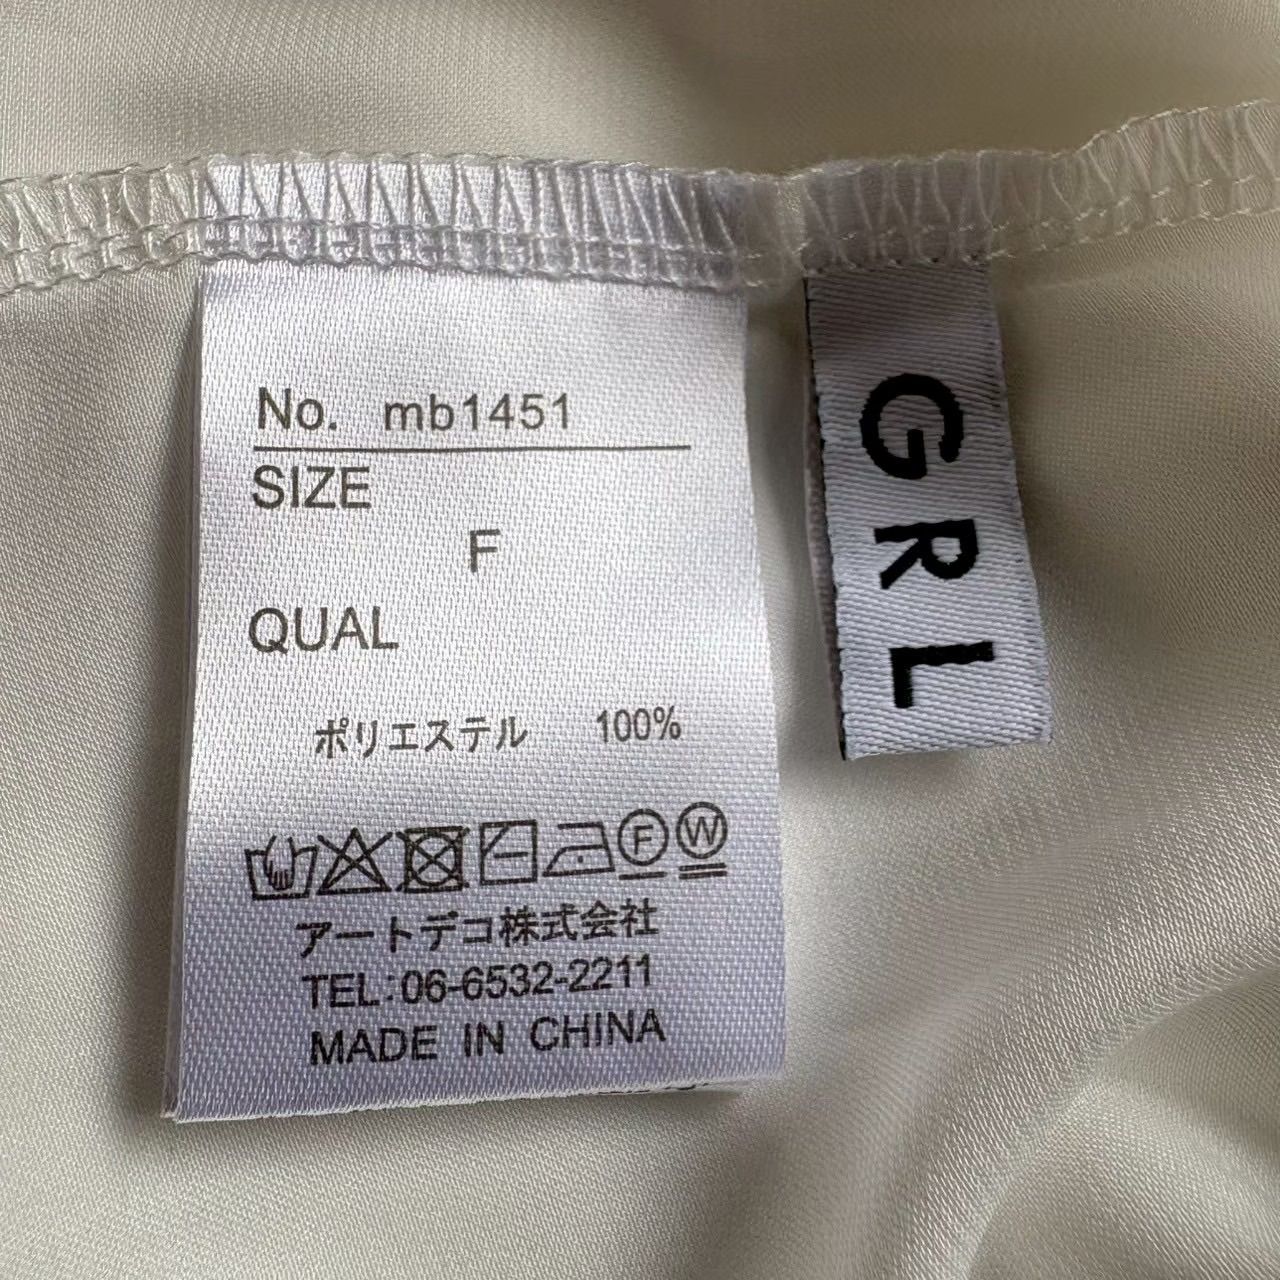 No. mb1451
SIZE
F
QUAL
ポリエステル 100%
F W
アートデコ株式会社
TEL:06-6532-2211
MADE IN CHINA
GRL